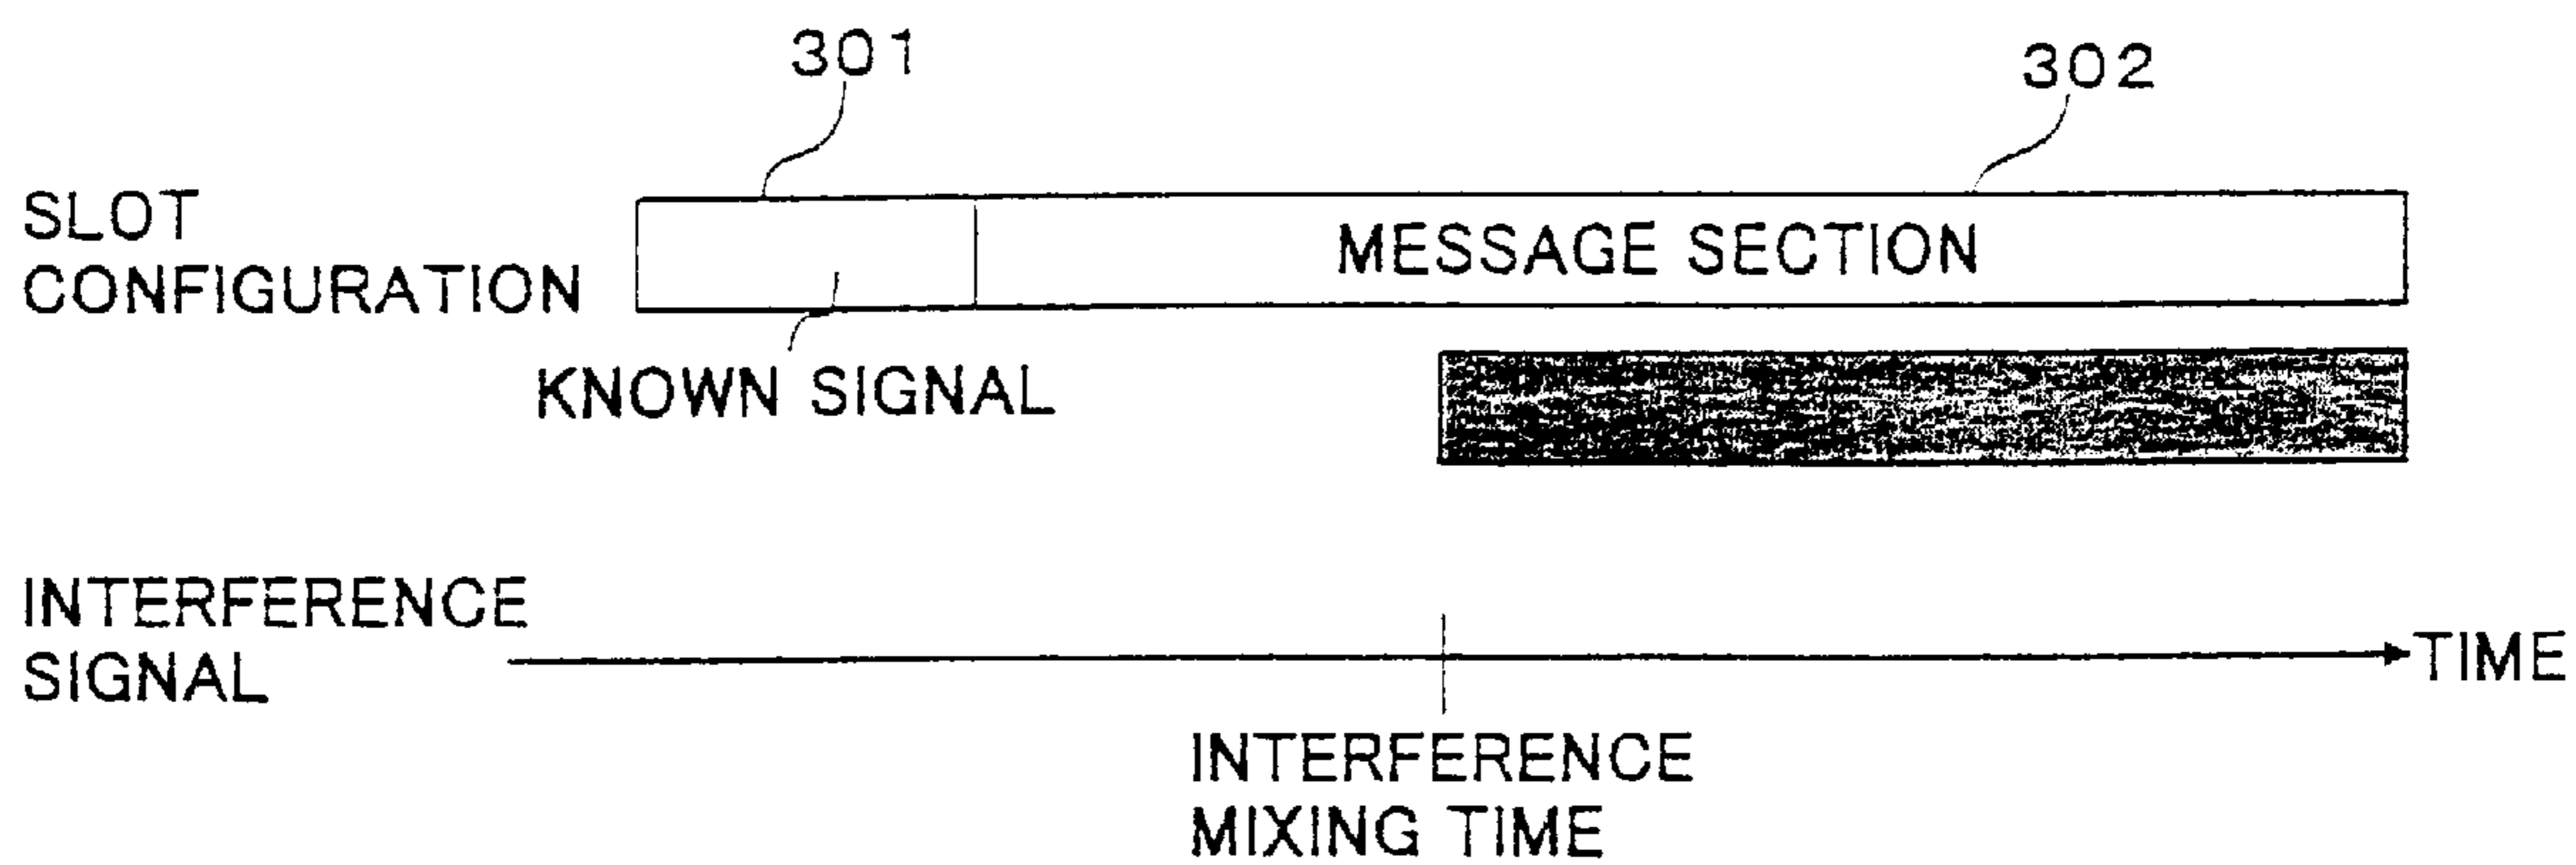 301
302
SLOT
CONFIGURATION
MESSAGE SECTION
KNOWN SIGNAL
INTERFERENCE
SIGNAL
TIME
INTERFERENCE
MIXING TIME